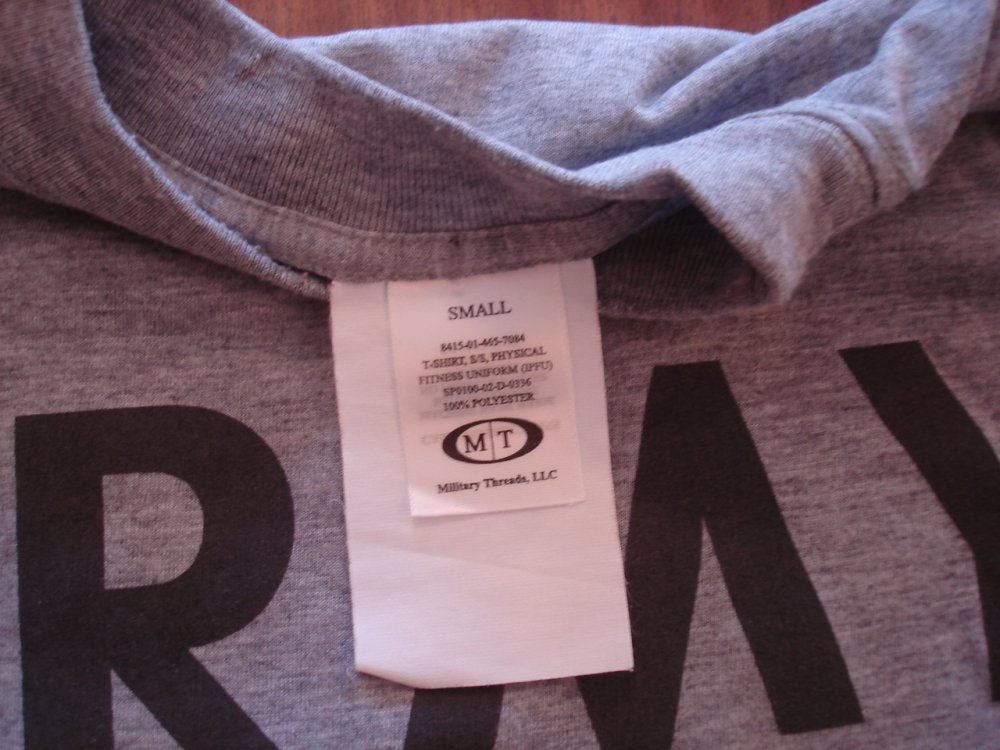 SMALL
8415-01-465-7084
T-SHIRT, S/S, PHYSICAL
FITNESS UNIFORM (IPFU)
SP0100-02-D-0336
100% POLYESTER
M T
Military Threads, LLC
RMY